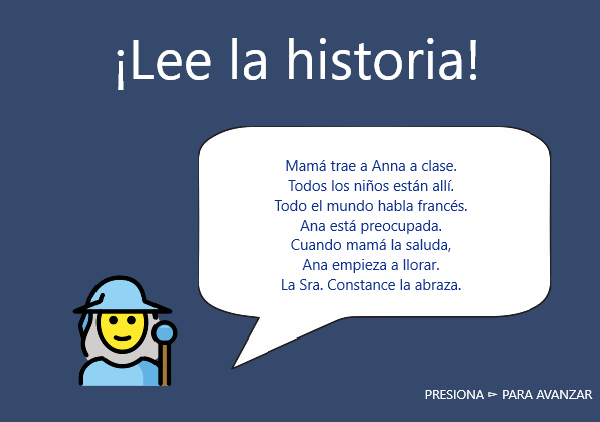 ¡Lee la historia!
Mamá trae a Anna a clase.
Todos los niños están allí.
Todo el mundo habla francés.
Ana está preocupada.
Cuando mamá la saluda,
Ana empieza a llorar.
La Sra. Constance la abraza.
PRESIONA ► PARA AVANZAR